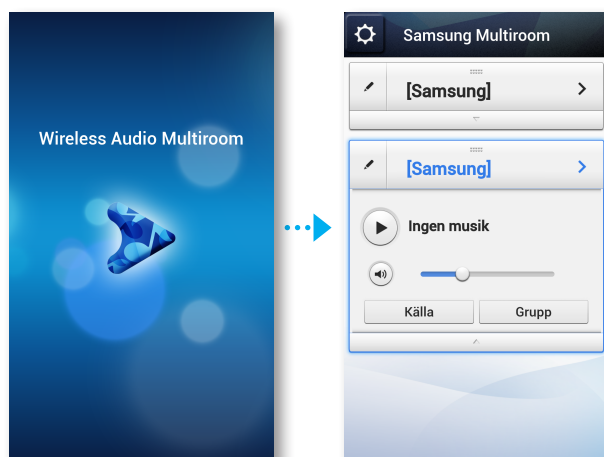 Wireless Audio Multiroom
Samsung Multiroom
[Samsung]
[Samsung]
Ingen musik
Källa Grupp